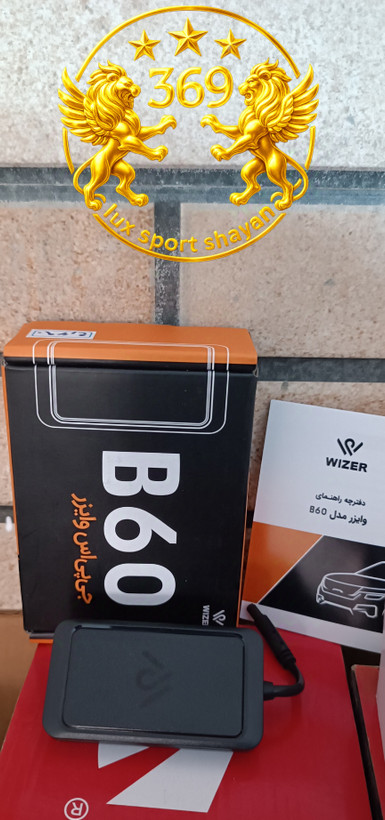 369
lux sport shayan
B60
جی‌پی‌اس وایزر
WIZER
WIZER
دفترچه راهنمای
وایزر مدل B60
®